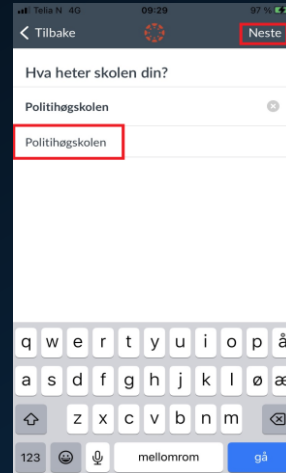 Telia N 4G 09:29 97 %
Tilbake Neste
Hva heter skolen din?
Politihøgskolen
Politihøgskolen
q w e r t y u i o p å
a s d f g h j k l ø æ
z x c v b n m
123 mellomrom gå